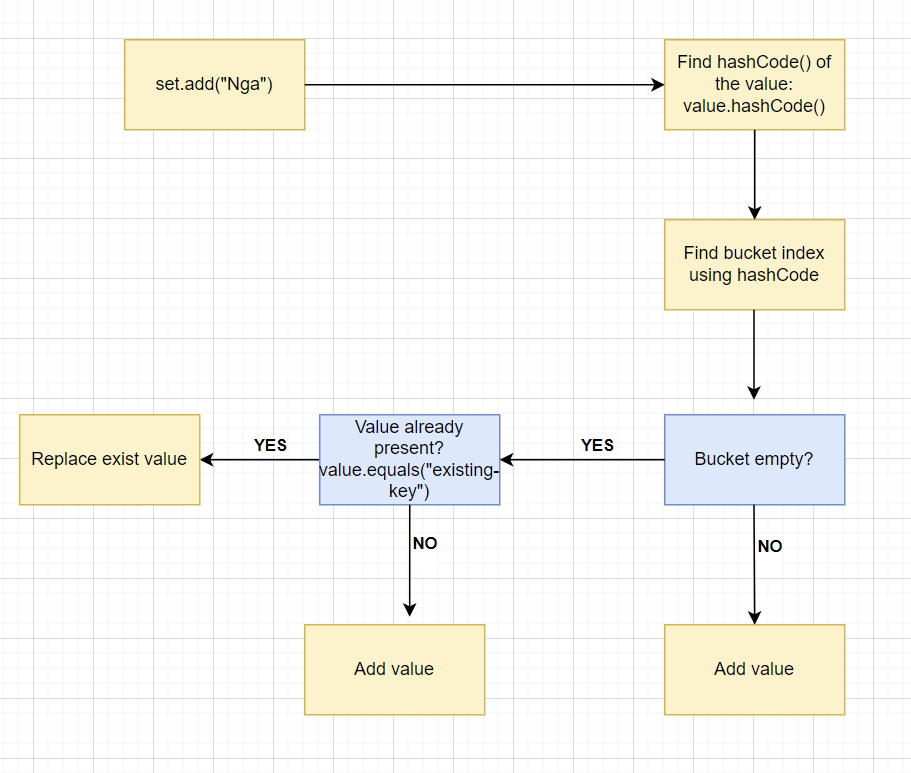 set.add("Nga")
Find hashCode() of
the value:
value.hashCode()
Find bucket index
using hashCode
Bucket empty?
YES
Value already
present?
value.equals("existing-
key")
YES
Replace exist value
NO
NO
Add value
Add value